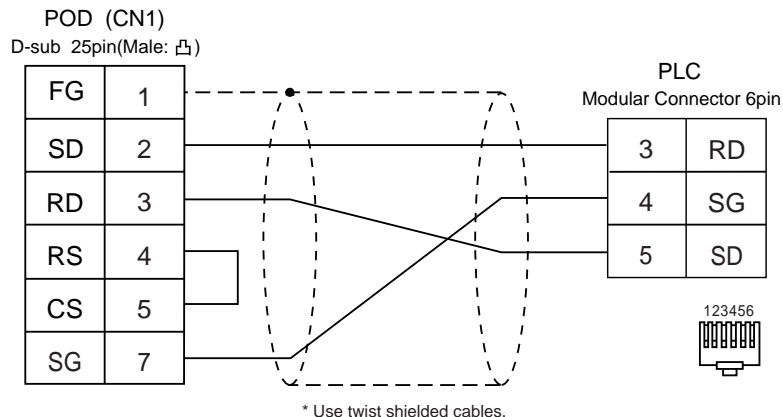 POD (CN1)
D-sub 25pin(Male: 凸)
FG 1
SD 2
RD 3
RS 4
CS 5
SG 7
PLC
Modular Connector 6pin
3 RD
4 SG
5 SD
123456
* Use twist shielded cables.